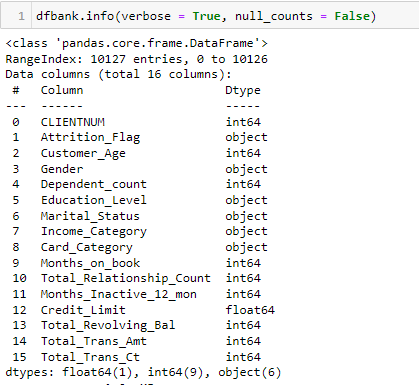 1 dfbank.info(verbose = True, null_counts = False)
<class 'pandas.core.frame.DataFrame'>
RangeIndex: 10127 entries, 0 to 10126
Data columns (total 16 columns):
#   Column   Dtype
---  ------   -----
0   CLIENTNUM   int64
1   Attrition_Flag   object
2   Customer_Age   int64
3   Gender   object
4   Dependent_count   int64
5   Education_Level   object
6   Marital_Status   object
7   Income_Category   object
8   Card_Category   object
9   Months_on_book   int64
10  Total_Relationship_Count   int64
11  Months_Inactive_12_mon   int64
12  Credit_Limit   float64
13  Total_Revolving_Bal   int64
14  Total_Trans_Amt   int64
15  Total_Trans_Ct   int64
dtypes: float64(1), int64(9), object(6)